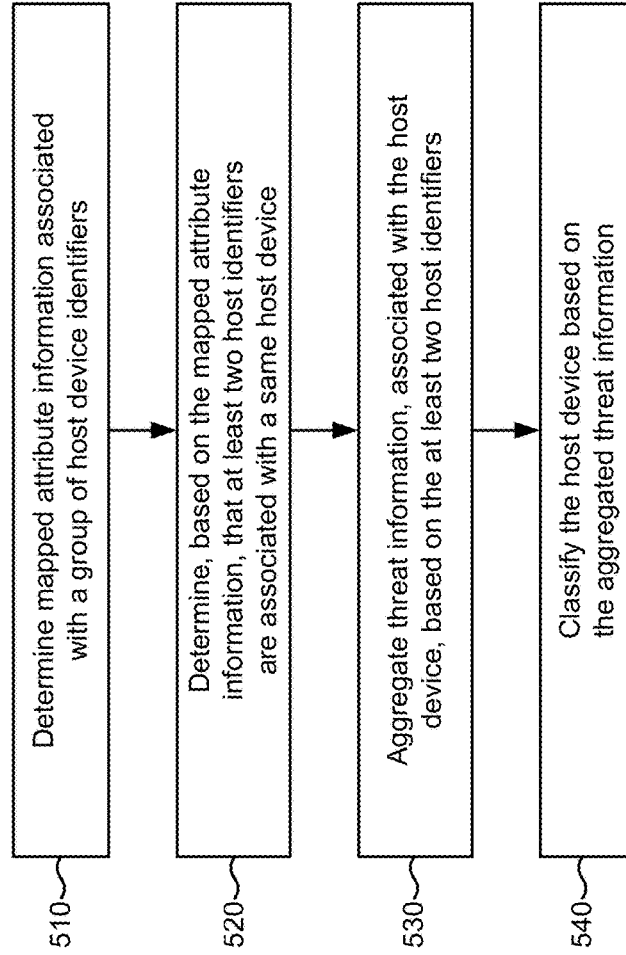 510
Determine mapped attribute information associated
with a group of host device identifiers
520
Determine, based on the mapped attribute
information, that at least two host identifiers
are associated with a same host device
530
Aggregate threat information, associated with the host
device, based on the at least two host identifiers
540
Classify the host device based on
the aggregated threat information